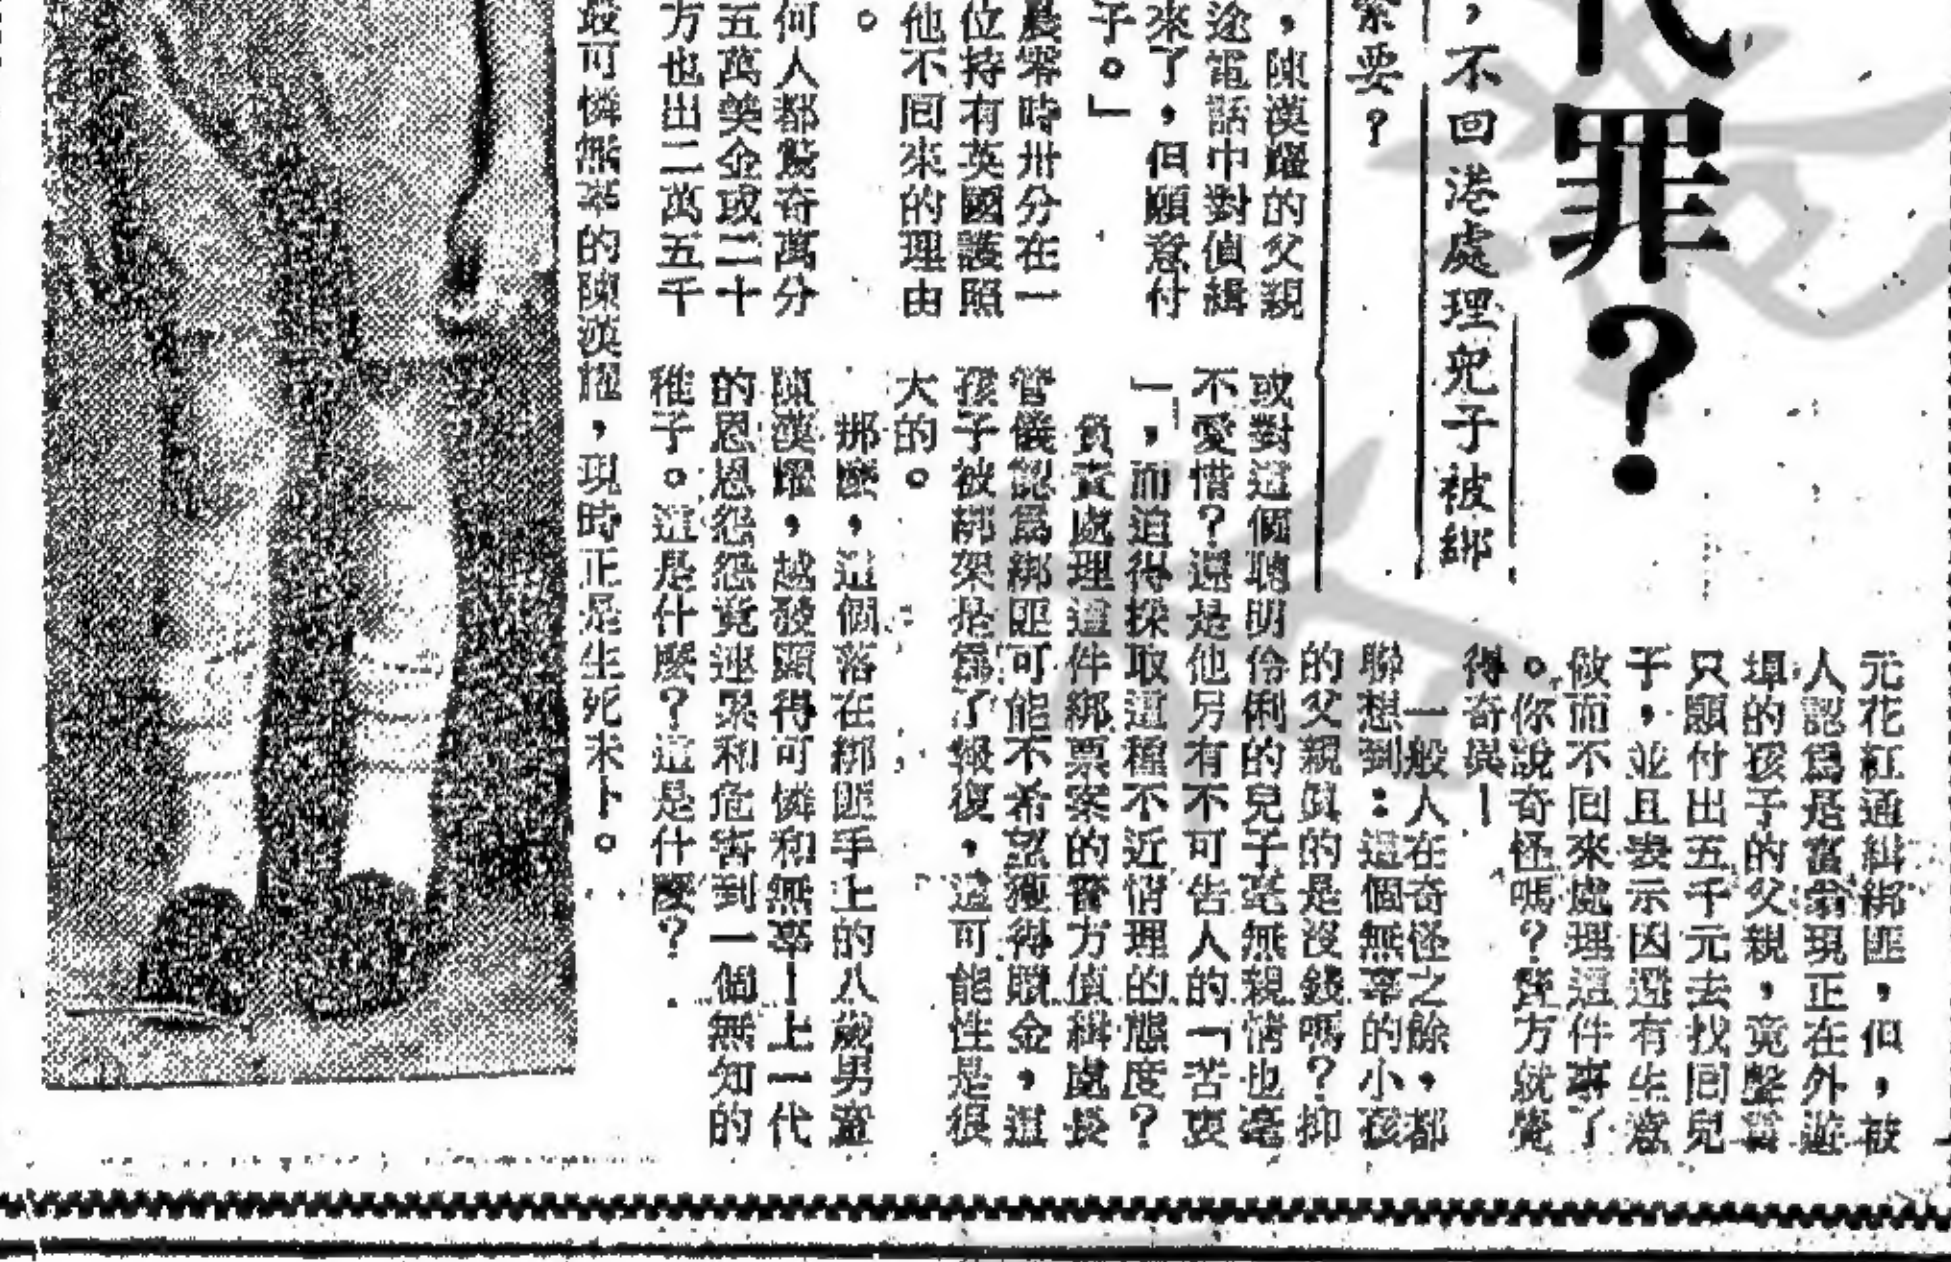 代罪?
,不回港處理兒子被綁
要?
元花紅通緝綁匪,但,被
人認爲是富翁現正在外遊
埠的孩子的父親,竟聲言
只願付出五千元去找回兒
子,並且表示因還有生意
做而不回來處理這件事了
。你說奇怪嗎?警方就覺
得奇異—
一般人在奇怪之餘,都
聯想到:這個無辜的小孩
的父親眞的是沒錢嗎?抑
或對這個聰明伶俐的兒子毫無親情也毫
不愛惜?還是他另有不可告人的「苦衷
」,而迫得採取這種不近情理的態度?
負責處理這件綁票案的警方偵緝處長
管儀認爲綁匪可能不希望獲得贖金,這
孩子被綁架是爲了報復,這可能性是很
大的。
那麽,這個落在綁匪手上的八歲男童
陳漢耀,越發顯得可憐和無辜—上一代
的恩恩怨怨竟連累和危害到一個無知的
稚子。這是什麽?這是什麽?
,陳漢耀的父親
途電話中對偵緝
來了,但願意付
子。」
晨零時卅分在一
位持有英國護照
他不回來的理由
。
何人都驚奇萬分
五萬美金或二十
方也出二萬五千
最可憐無辜的陳漢耀,現時正是生死未卜。